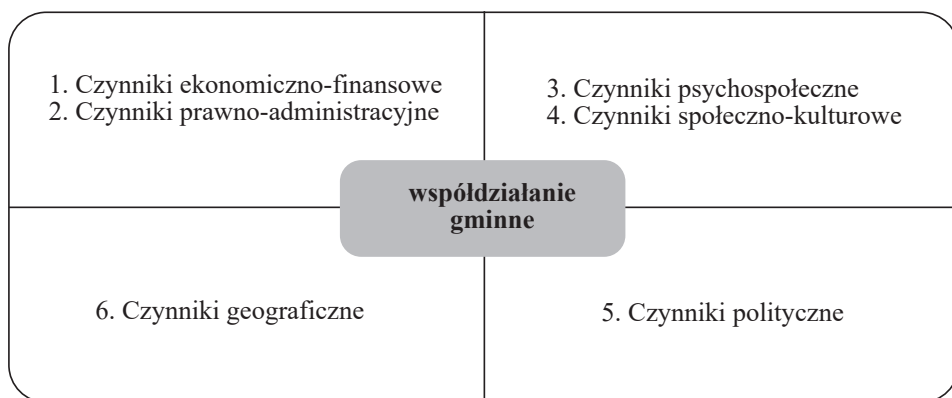 1. Czynniki ekonomiczno-finansowe
2. Czynniki prawno-administracyjne
3. Czynniki psychospołeczne
4. Czynniki społeczno-kulturowe
współdziałanie
gminne
6. Czynniki geograficzne
5. Czynniki polityczne